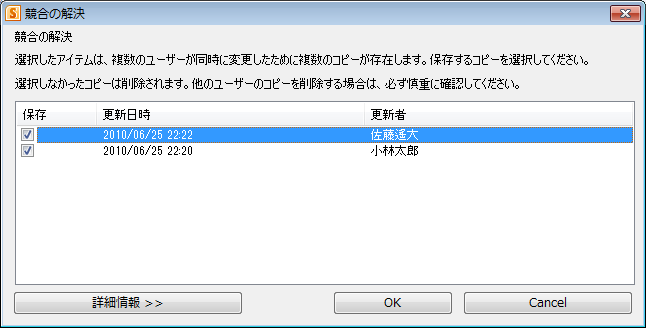 競合の解決
競合の解決
選択したアイテムは、複数のユーザーが同時に変更したために複数のコピーが存在します。保存するコピーを選択してください。
選択しなかったコピーは削除されます。他のユーザーのコピーを削除する場合は、必ず慎重に確認してください。
保存 更新日時 更新者
2010/06/25 22:22 佐藤遥大
2010/06/25 22:20 小林太郎
詳細情報 >> OK Cancel